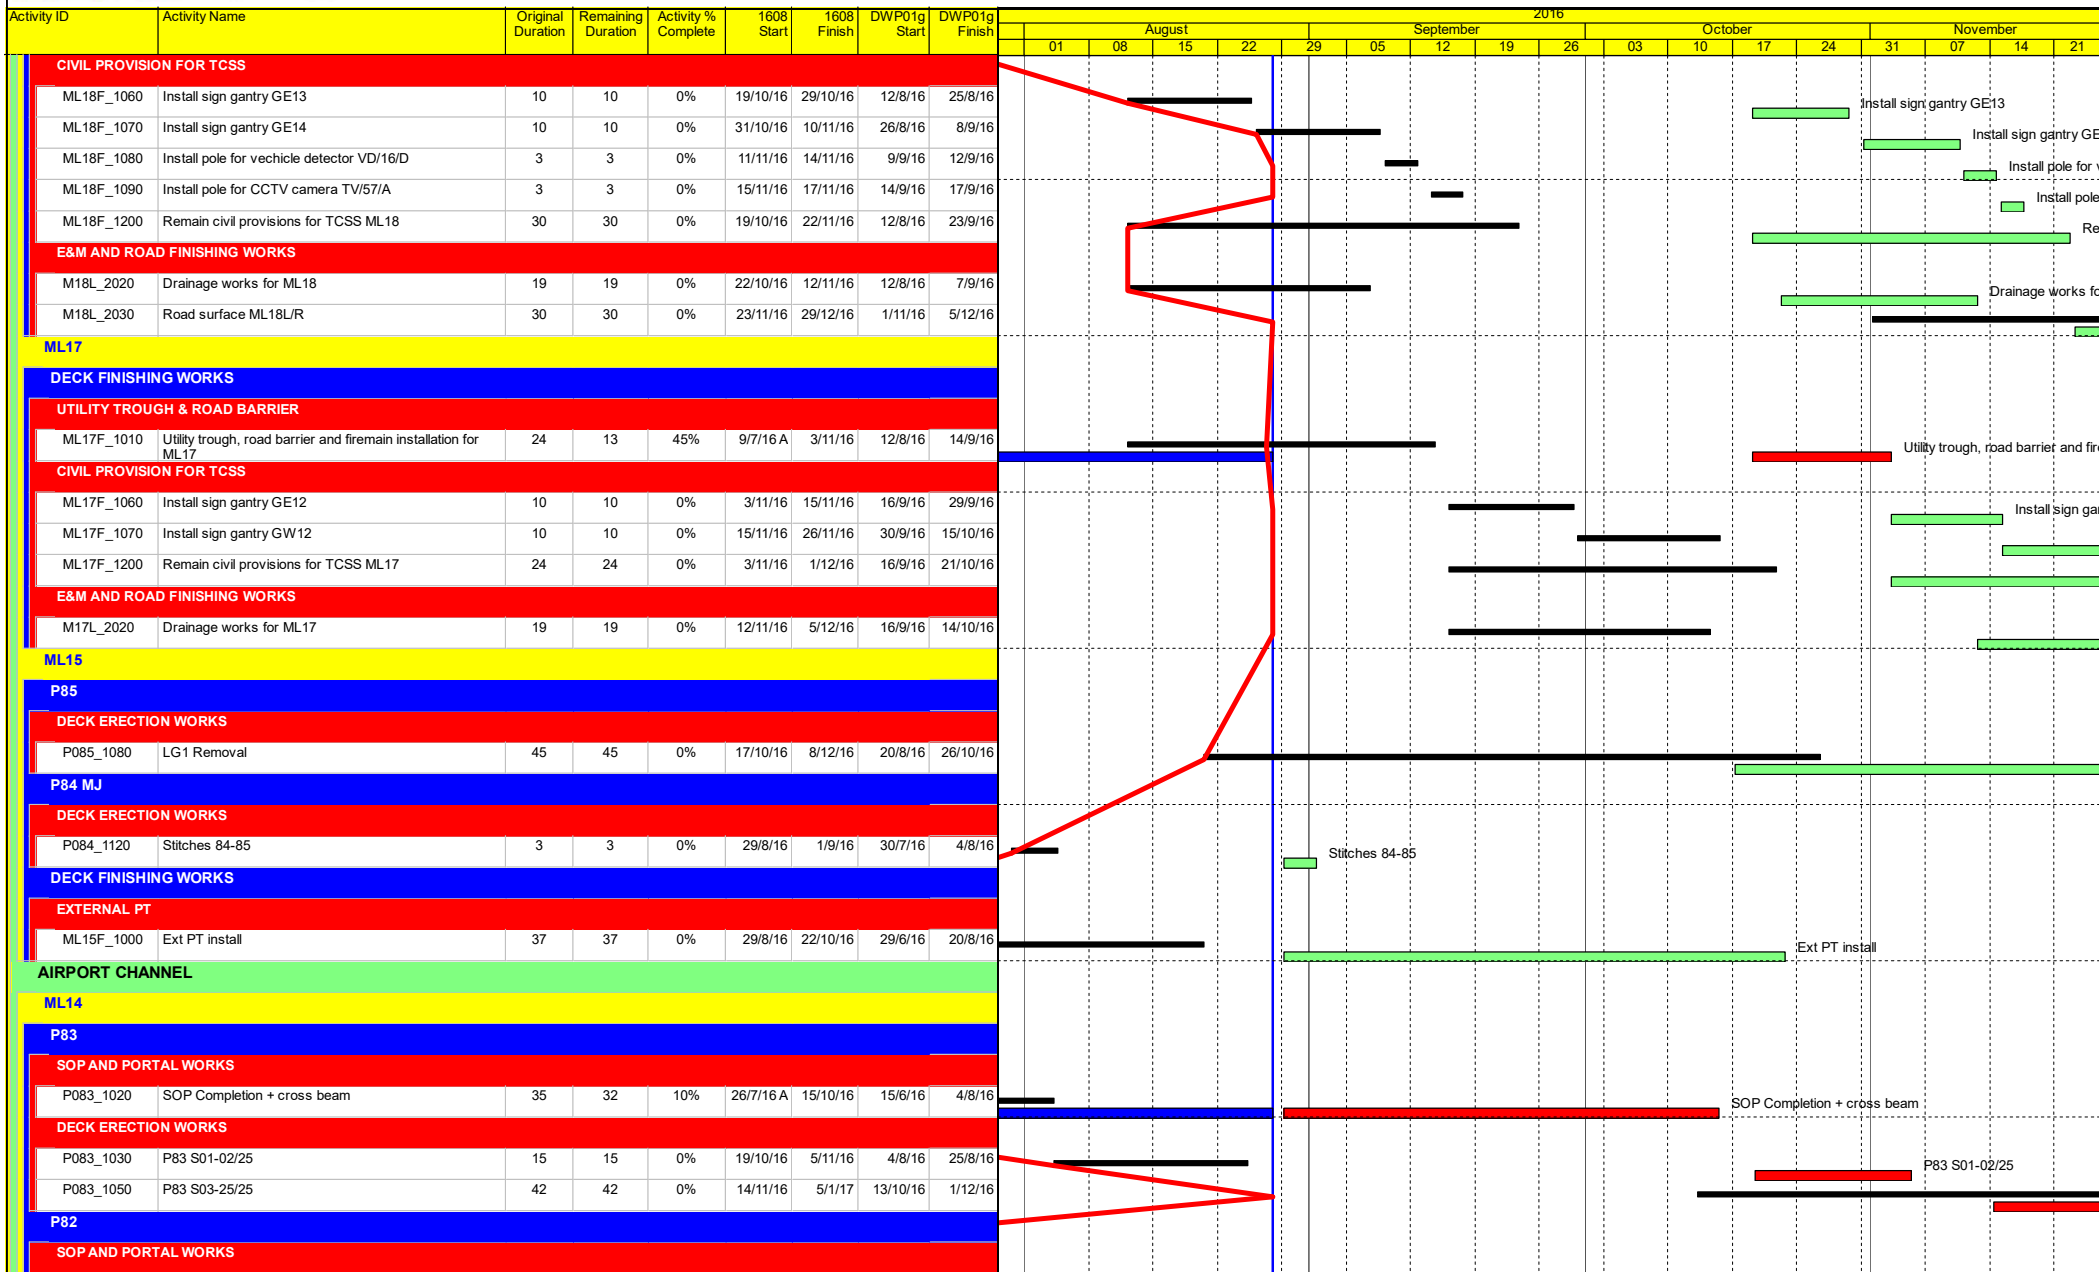 Activity ID Activity Name Original Duration Remaining Duration Activity % Complete 1608 Start 1608 Finish DWP01g Start DWP01g Finish
2016
August September October November
01 08 15 22 29 05 12 19 26 03 10 17 24 31 07 14 21
CIVIL PROVISION FOR TCSS
ML18F_1060 Install sign gantry GE13 10 10 0% 19/10/16 29/10/16 12/8/16 25/8/16 Install sign gantry GE13
ML18F_1070 Install sign gantry GE14 10 10 0% 31/10/16 10/11/16 26/8/16 8/9/16 Install sign gantry GE
ML18F_1080 Install pole for vechicle detector VD/16/D 3 3 0% 11/11/16 14/11/16 9/9/16 12/9/16 Install pole for v
ML18F_1090 Install pole for CCTV camera TV/57/A 3 3 0% 15/11/16 17/11/16 14/9/16 17/9/16 Install pole
ML18F_1200 Remain civil provisions for TCSS ML18 30 30 0% 19/10/16 22/11/16 12/8/16 23/9/16 Re
E&M AND ROAD FINISHING WORKS
M18L_2020 Drainage works for ML18 19 19 0% 22/10/16 12/11/16 12/8/16 7/9/16 Drainage works fo
M18L_2030 Road surface ML18L/R 30 30 0% 23/11/16 29/12/16 1/11/16 5/12/16
ML17
DECK FINISHING WORKS
UTILITY TROUGH & ROAD BARRIER
ML17F_1010 Utility trough, road barrier and firemain installation for ML17 24 13 45% 9/7/16 A 3/11/16 12/8/16 14/9/16 Utility trough, road barrier and fir
CIVIL PROVISION FOR TCSS
ML17F_1060 Install sign gantry GE12 10 10 0% 3/11/16 15/11/16 16/9/16 29/9/16 Install sign gan
ML17F_1070 Install sign gantry GW12 10 10 0% 15/11/16 26/11/16 30/9/16 15/10/16
ML17F_1200 Remain civil provisions for TCSS ML17 24 24 0% 3/11/16 1/12/16 16/9/16 21/10/16
E&M AND ROAD FINISHING WORKS
M17L_2020 Drainage works for ML17 19 19 0% 12/11/16 5/12/16 16/9/16 14/10/16
ML15
P85
DECK ERECTION WORKS
P085_1080 LG1 Removal 45 45 0% 17/10/16 8/12/16 20/8/16 26/10/16
P84 MJ
DECK ERECTION WORKS
P084_1120 Stitches 84-85 3 3 0% 29/8/16 1/9/16 30/7/16 4/8/16 Stitches 84-85
DECK FINISHING WORKS
EXTERNAL PT
ML15F_1000 Ext PT install 37 37 0% 29/8/16 22/10/16 29/6/16 20/8/16 Ext PT install
AIRPORT CHANNEL
ML14
P83
SOP AND PORTAL WORKS
P083_1020 SOP Completion + cross beam 35 32 10% 26/7/16 A 15/10/16 15/6/16 4/8/16 SOP Completion + cross beam
DECK ERECTION WORKS
P083_1030 P83 S01-02/25 15 15 0% 19/10/16 5/11/16 4/8/16 25/8/16 P83 S01-02/25
P083_1050 P83 S03-25/25 42 42 0% 14/11/16 5/1/17 13/10/16 1/12/16
P82
SOP AND PORTAL WORKS